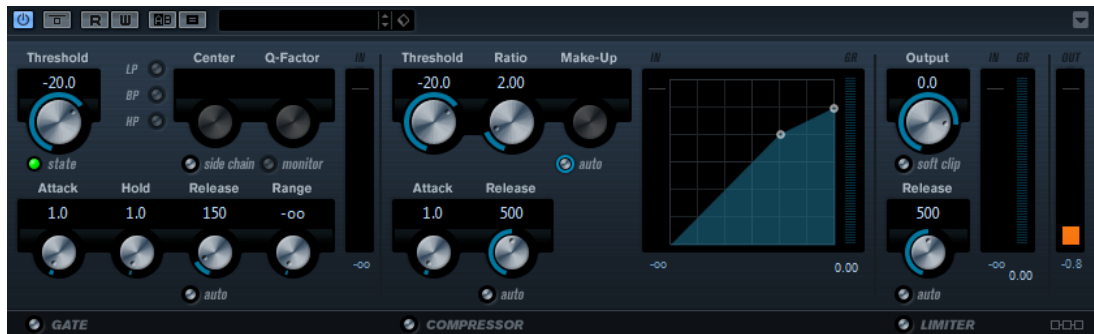 R W AB
Threshold Center Q-Factor IN Threshold Ratio Make-Up IN GR Output IN GR OUT
-20.0 LP -20.0 2.00 0.0
BP
HP
state side chain monitor auto soft clip
Attack Hold Release Range Attack Release Release
1.0 1.0 150 -oo 1.0 500 500
-oo -oo 0.00 -oo 0.00 -0.8
auto auto auto
GATE COMPRESSOR LIMITER